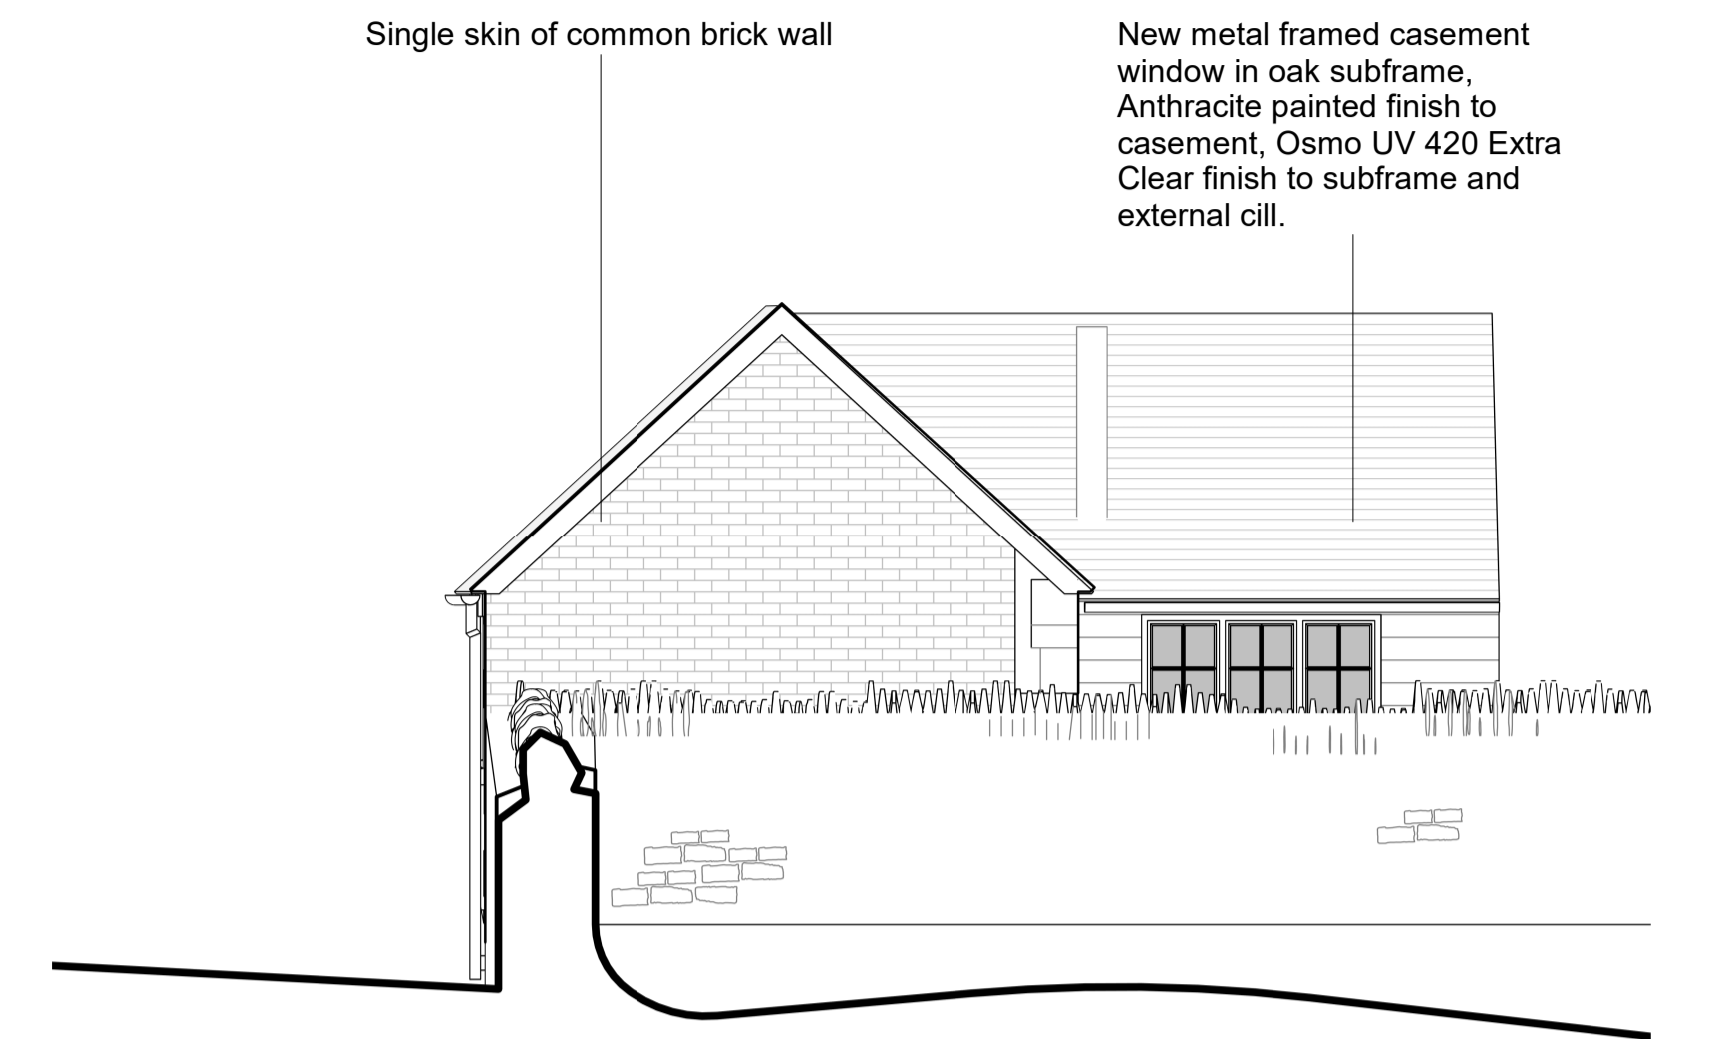 Single skin of common brick wall
New metal framed casement
window in oak subframe,
Anthracite painted finish to
casement, Osmo UV 420 Extra
Clear finish to subframe and
external cill.